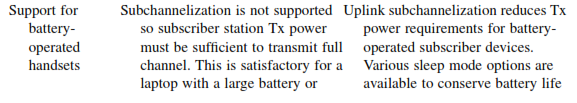 Support for battery-operated handsets
Subchannelization is not supported
so subscriber station Tx power
must be sufficient to transmit full
channel. This is satisfactory for a
laptop with a large battery or
Uplink subchannelization reduces Tx
power requirements for battery-
operated subscriber devices.
Various sleep mode options are
available to conserve battery life